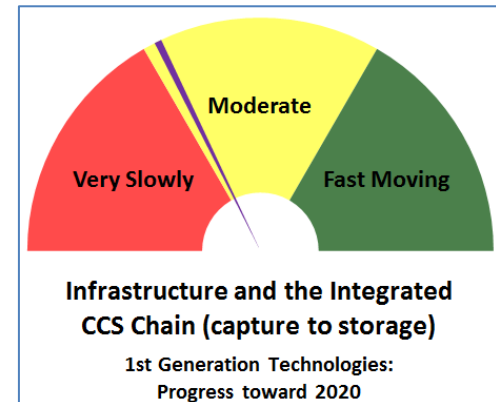 Moderate
Very Slowly
Fast Moving
Infrastructure and the Integrated
CCS Chain (capture to storage)
1st Generation Technologies:
Progress toward 2020